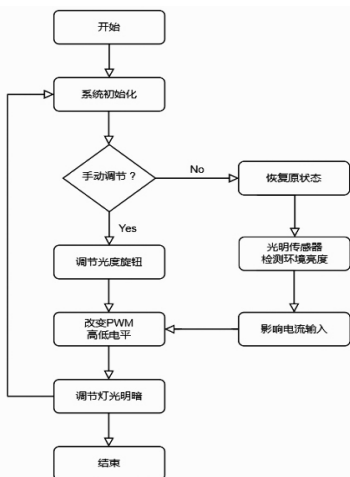 开始
系统初始化
手动调节？
No
恢复原状态
Yes
光明传感器
检测环境亮度
调节光度旋钮
改变PWM
高低电平
影响电流输入
调节灯光明暗
结束